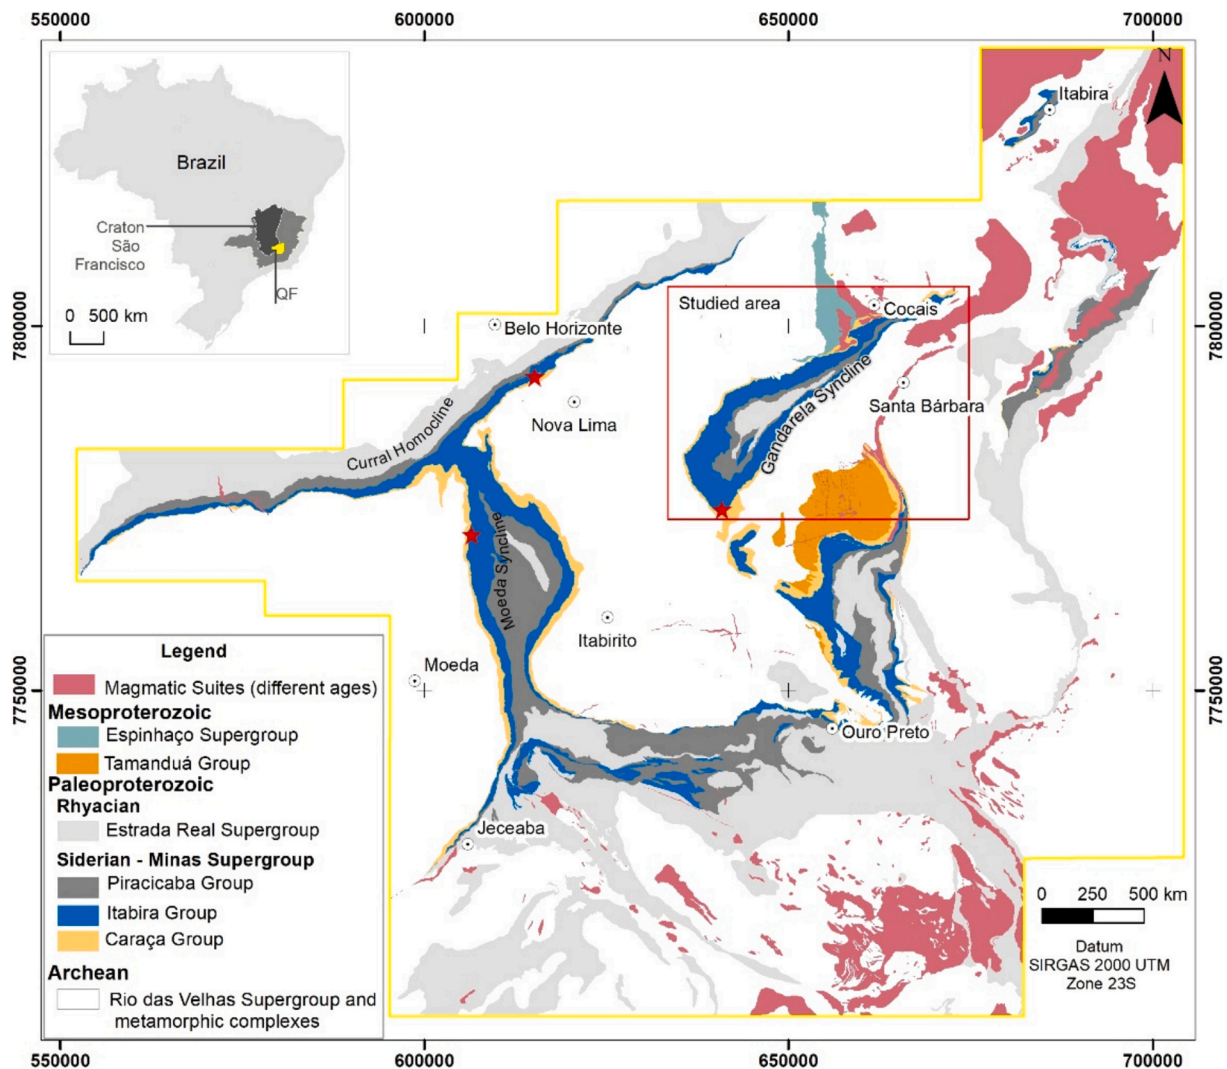 550000
600000
650000
700000
N
Itabira
Brazil
Craton
São
Francisco
QF
0 500 km
7800000
7800000
Studied area
Cocais
Belo Horizonte
Gandarela Syncline
Santa Bárbara
Nova Lima
Curral Homocline
Moeda Syncline
Itabirito
Moeda
7750000
7750000
Ouro Preto
Jeceaba
Legend
Magmatic Suites (different ages)
Mesoproterozoic
Espinhaço Supergroup
Tamanduá Group
Paleoproterozoic
Rhyacian
Estrada Real Supergroup
Siderian - Minas Supergroup
Piracicaba Group
Itabira Group
Caraça Group
Archean
Rio das Velhas Supergroup and
metamorphic complexes
0 250 500 km
Datum
SIRGAS 2000 UTM
Zone 23S
550000
600000
650000
700000